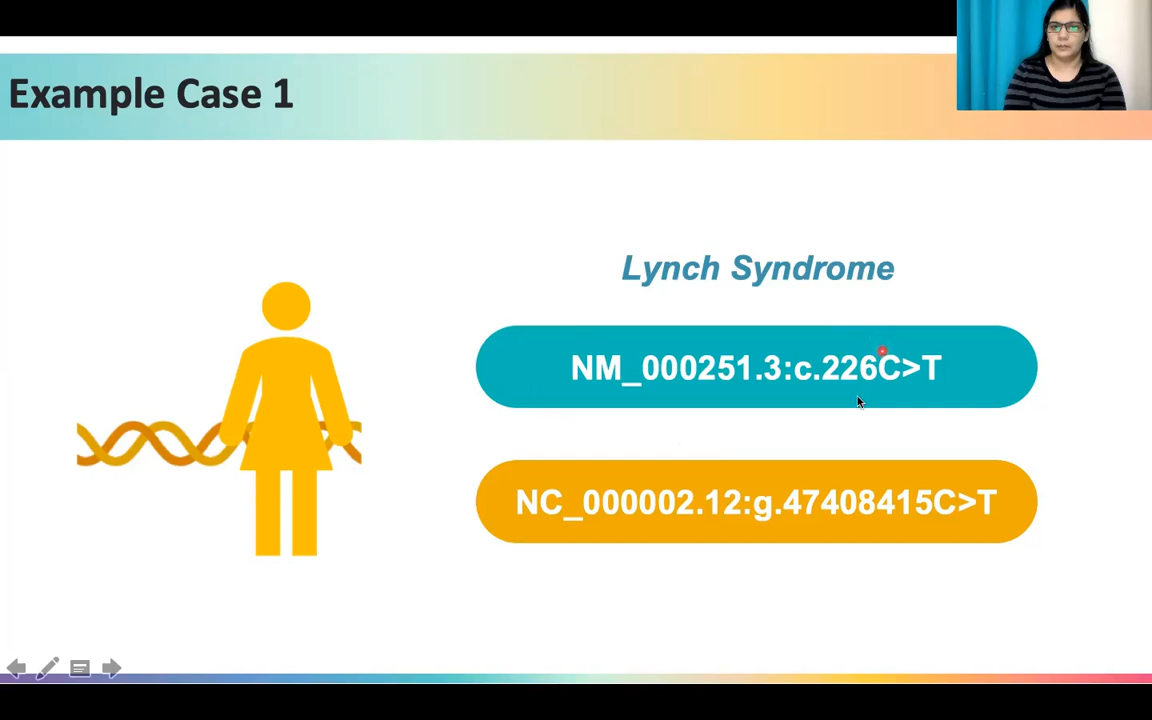 Example Case 1
Lynch Syndrome
NM_000251.3:c.226C>T
NC_000002.12:g.47408415C>T